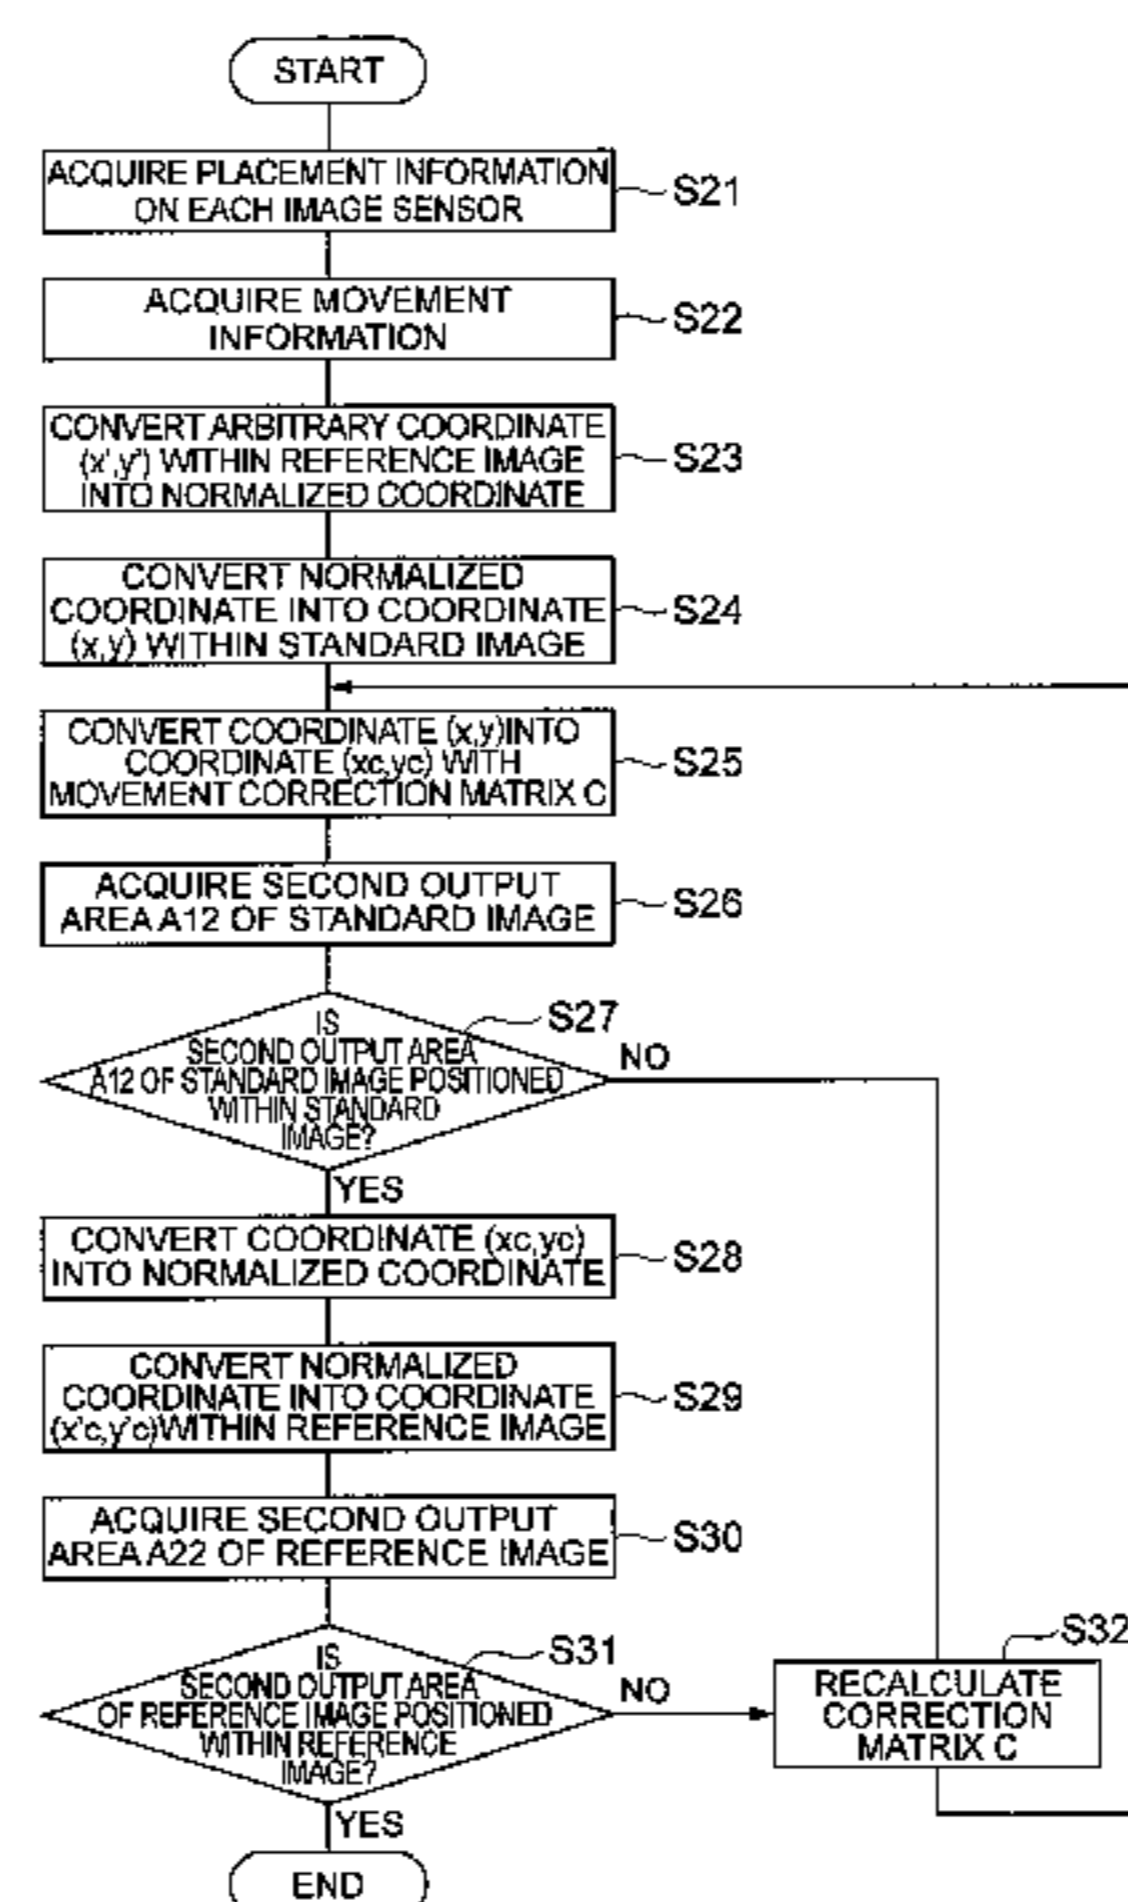 START
ACQUIRE PLACEMENT INFORMATION
ON EACH IMAGE SENSOR
S21
ACQUIRE MOVEMENT
INFORMATION
S22
CONVERT ARBITRARY COORDINATE
(x',y') WITHIN REFERENCE IMAGE
INTO NORMALIZED COORDINATE
S23
CONVERT NORMALIZED
COORDINATE INTO COORDINATE
(x,y) WITHIN STANDARD IMAGE
S24
CONVERT COORDINATE (x,y)INTO
COORDINATE (xc,yc) WITH
MOVEMENT CORRECTION MATRIX C
S25
ACQUIRE SECOND OUTPUT
AREA A12 OF STANDARD IMAGE
S26
IS
SECOND OUTPUT AREA
A12 OF STANDARD IMAGE POSITIONED
WITHIN STANDARD
IMAGE?
S27
NO
YES
CONVERT COORDINATE (xc,yc)
INTO NORMALIZED COORDINATE
S28
CONVERT NORMALIZED
COORDINATE INTO COORDINATE
(x'c,y'c)WITHIN REFERENCE IMAGE
S29
ACQUIRE SECOND OUTPUT
AREA A22 OF REFERENCE IMAGE
S30
IS
SECOND OUTPUT AREA
OF REFERENCE IMAGE POSITIONED
WITHIN REFERENCE
IMAGE?
S31
NO
S32
RECALCULATE
CORRECTION
MATRIX C
YES
END